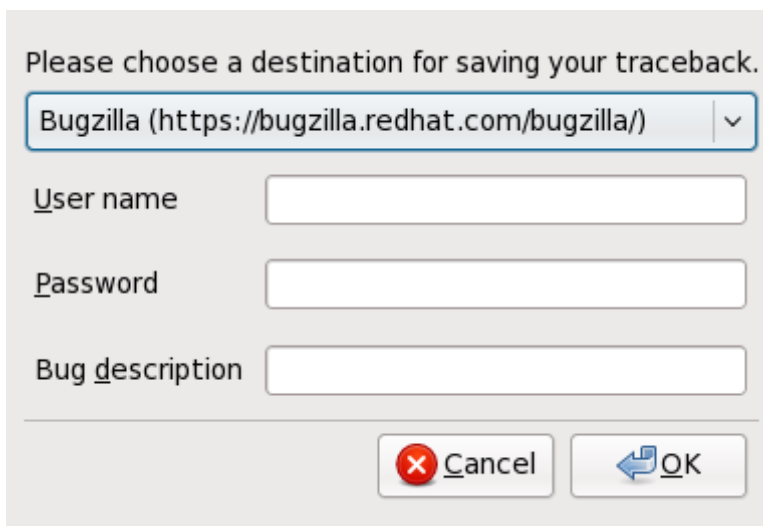 Please choose a destination for saving your traceback.
Bugzilla (https://bugzilla.redhat.com/bugzilla/)
User name
Password
Bug description
Cancel OK